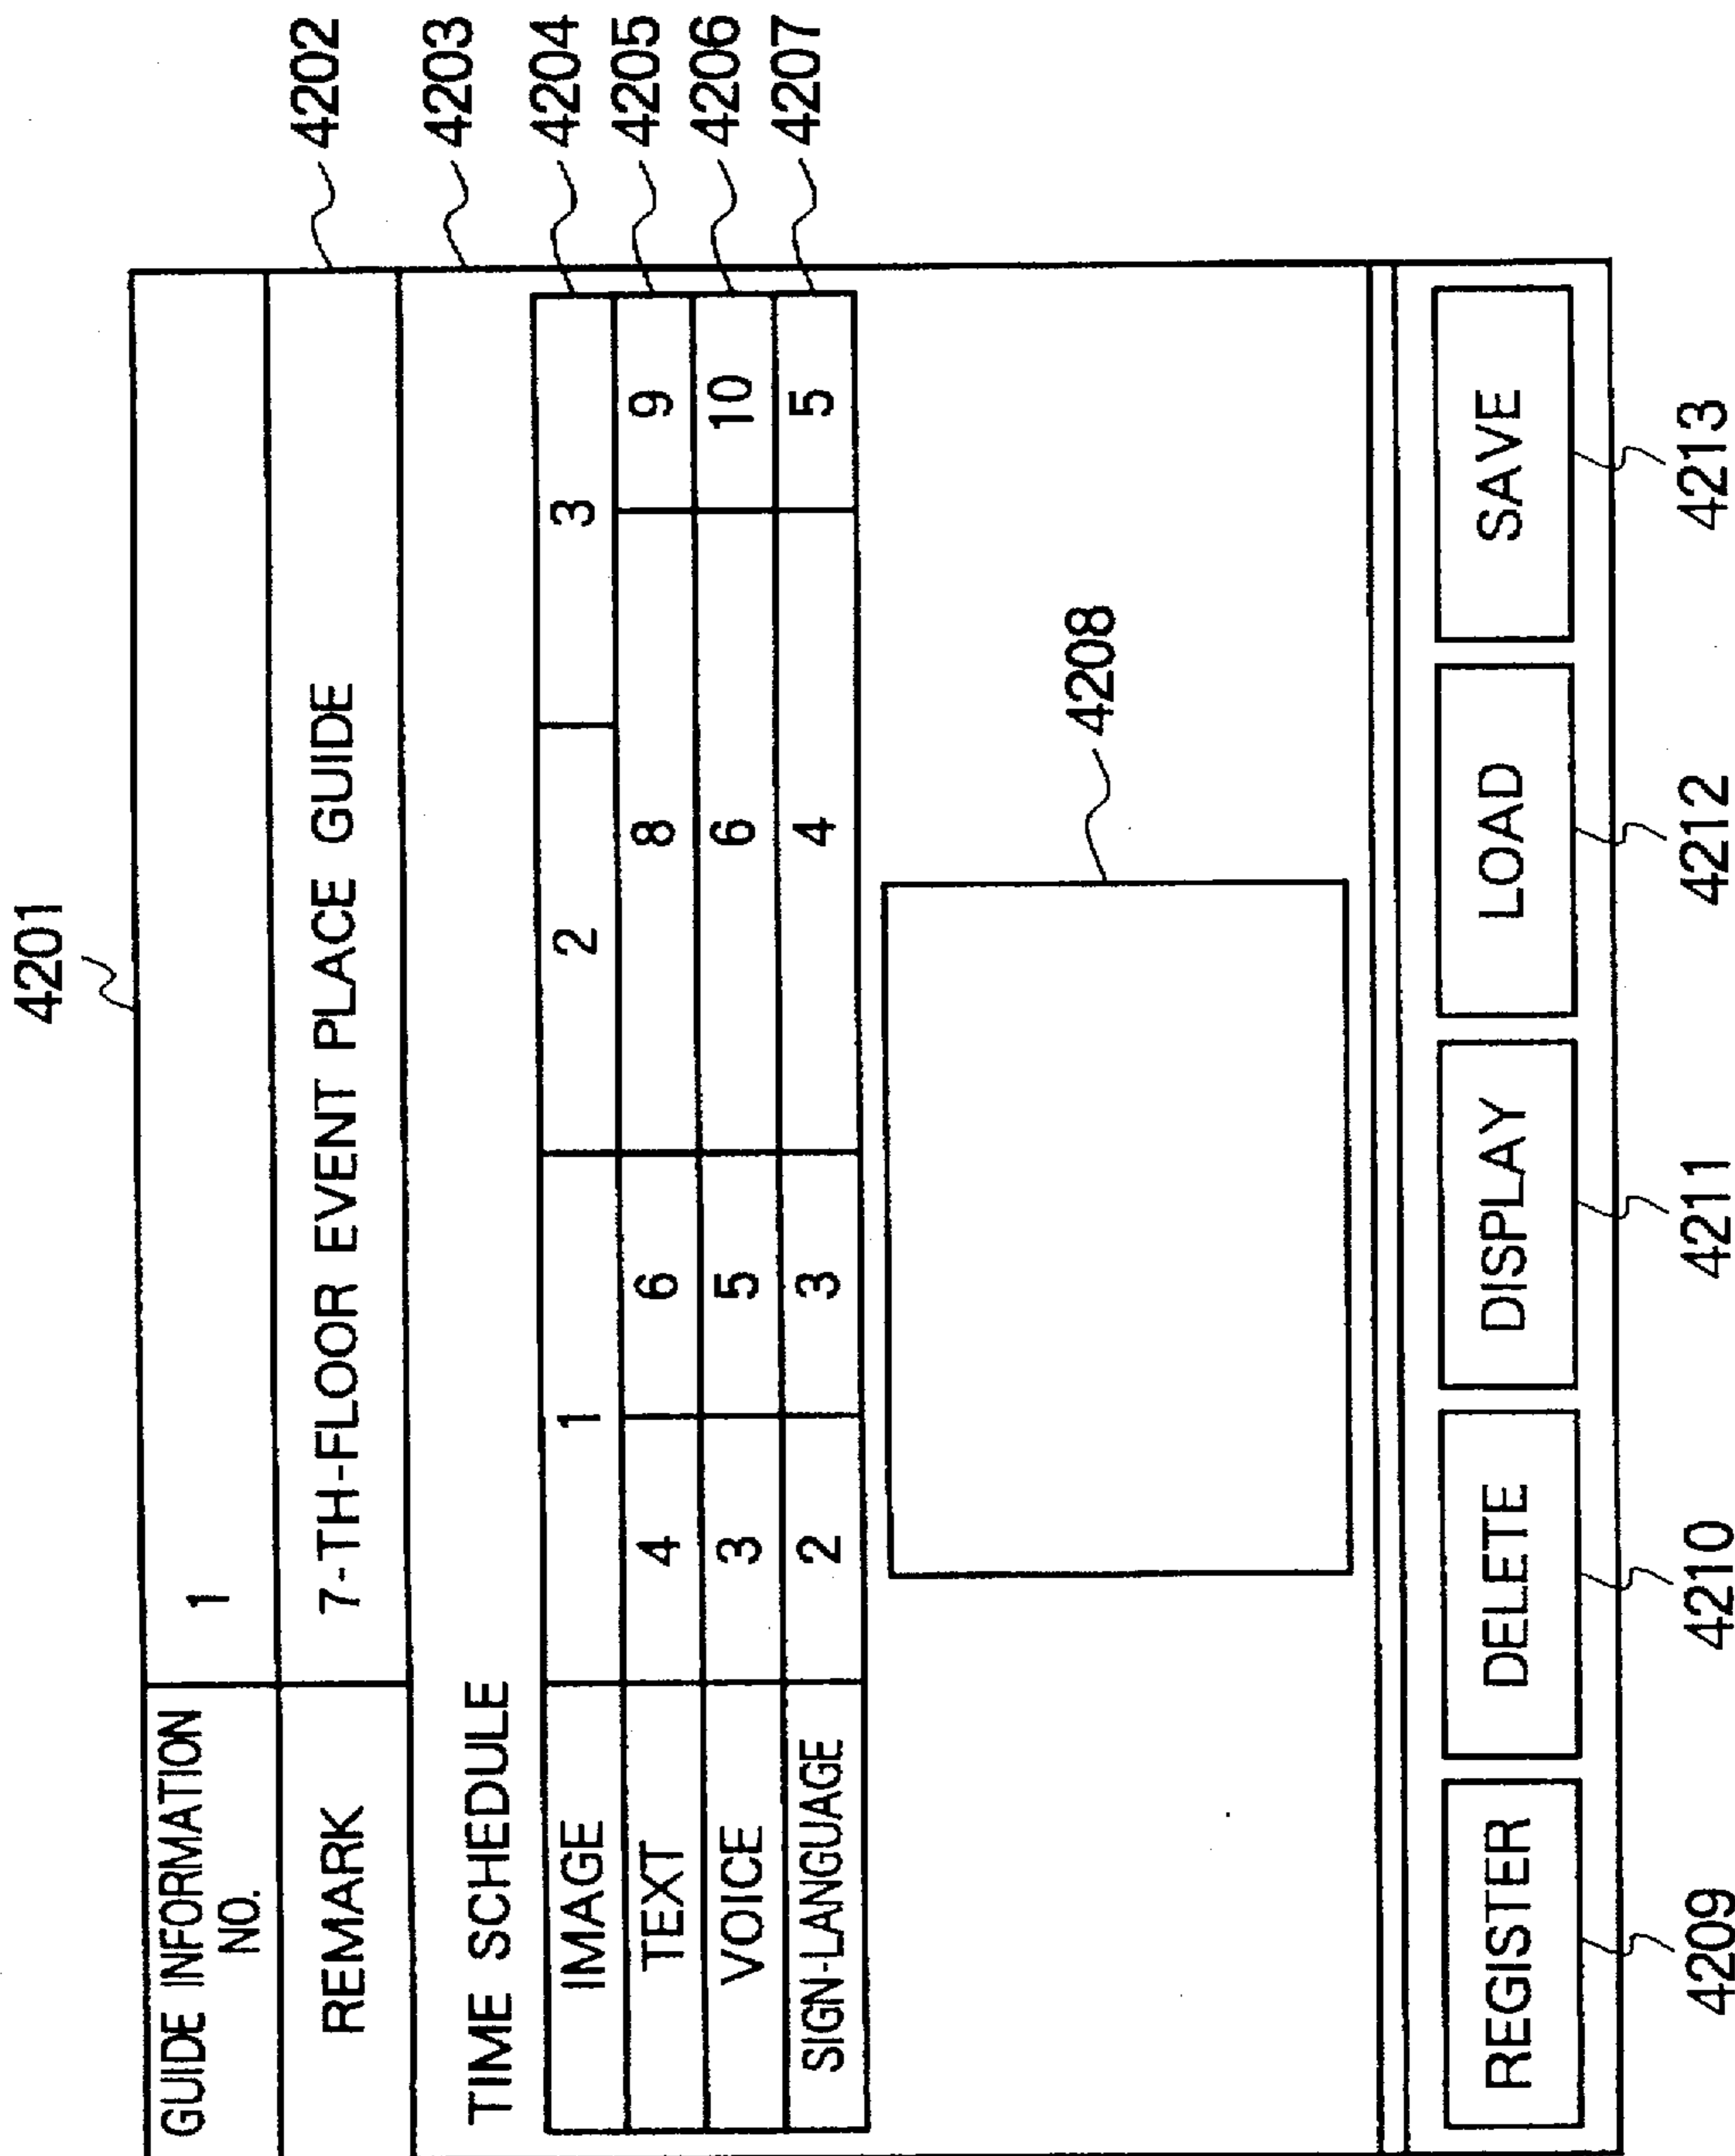 4201
GUIDE INFORMATION NO. 1
REMARK 7-TH-FLOOR EVENT PLACE GUIDE 4202
TIME SCHEDULE 4203
IMAGE 1 2 3 4204
TEXT 4 6 8 9 4205
VOICE 3 5 6 10 4206
SIGN-LANGUAGE 2 3 4 5 4207
4208
REGISTER DELETE DISPLAY LOAD SAVE
4209 4210 4211 4212 4213